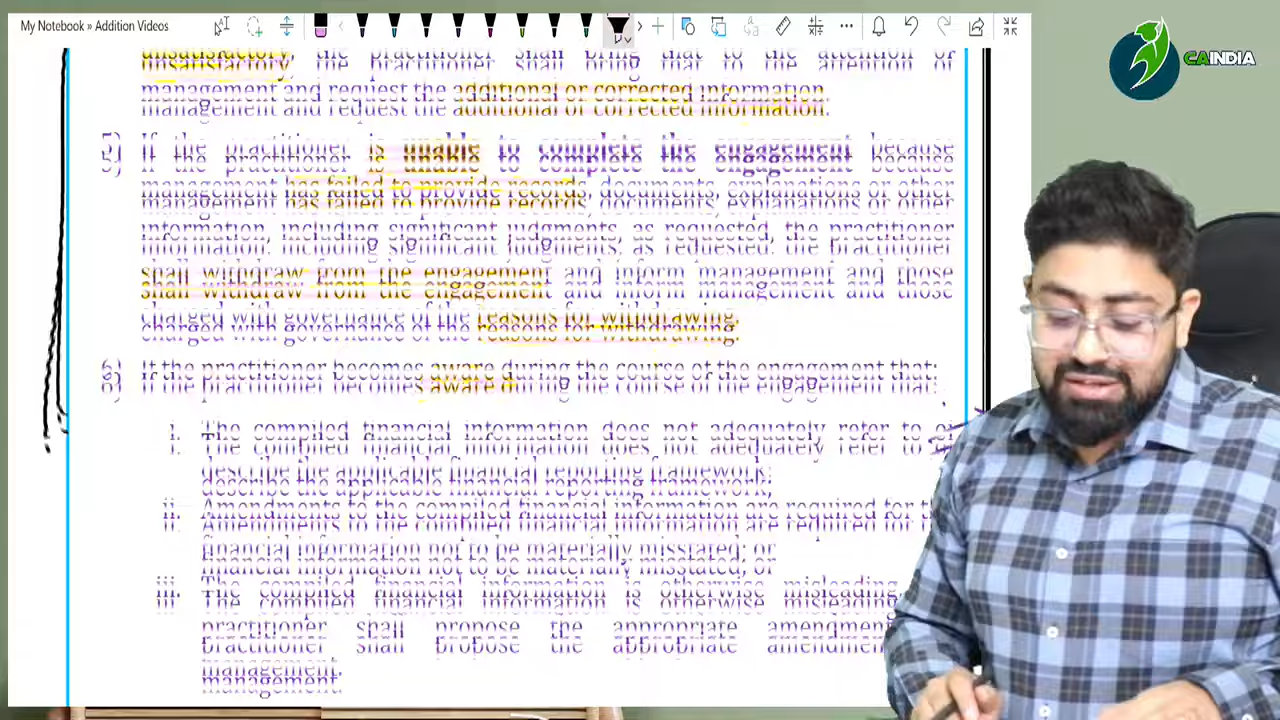 My Notebook » Addition Videos
CAINDIA
unsatisfactory, the practitioner shall bring that to the attention of
management and request the additional or corrected information.
5) If the practitioner is unable to complete the engagement because
management has failed to provide records, documents, explanations or other
information, including significant judgments, as requested, the practitioner
shall withdraw from the engagement and inform management and those
charged with governance of the reasons for withdrawing.
6) If the practitioner becomes aware during the course of the engagement that:
i. The compiled financial information does not adequately refer to or
describe the applicable financial reporting framework;
ii. Amendments to the compiled financial information are required for
financial information not to be materially misstated; or
iii. The compiled financial information is otherwise misleading,
practitioner shall propose the appropriate
management.